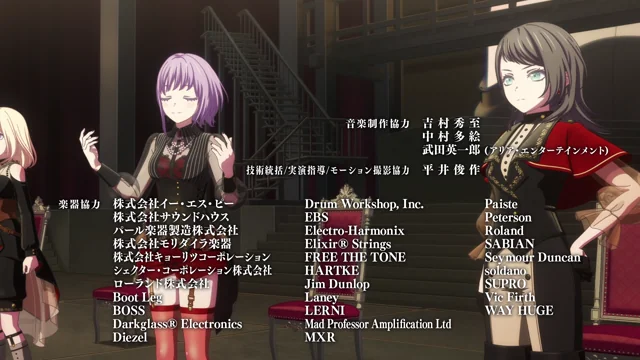 音楽制作協力 吉村秀至
中村多絵
武田英一郎 (アリア・エンターテインメント)
技術統括/実演指導/モーション撮影協力 平井俊作
楽器協力
株式会社イー・エス・ピー
株式会社サウンドハウス
パール楽器製造株式会社
株式会社モリダイラ楽器
株式会社キョーリツコーポレーション
シェクター・コーポレーション株式会社
ローランド株式会社
Boot Leg
BOSS
Darkglass® Electronics
Diezel
Drum Workshop, Inc.
EBS
Electro-Harmonix
Elixir® Strings
FREE THE TONE
HARTKE
Jim Dunlop
Laney
LERNI
Mad Professor Amplification Ltd
MXR
Paiste
Peterson
Roland
SABIAN
Seymour Duncan
soldano
SUPRO
Vic Firth
WAY HUGE